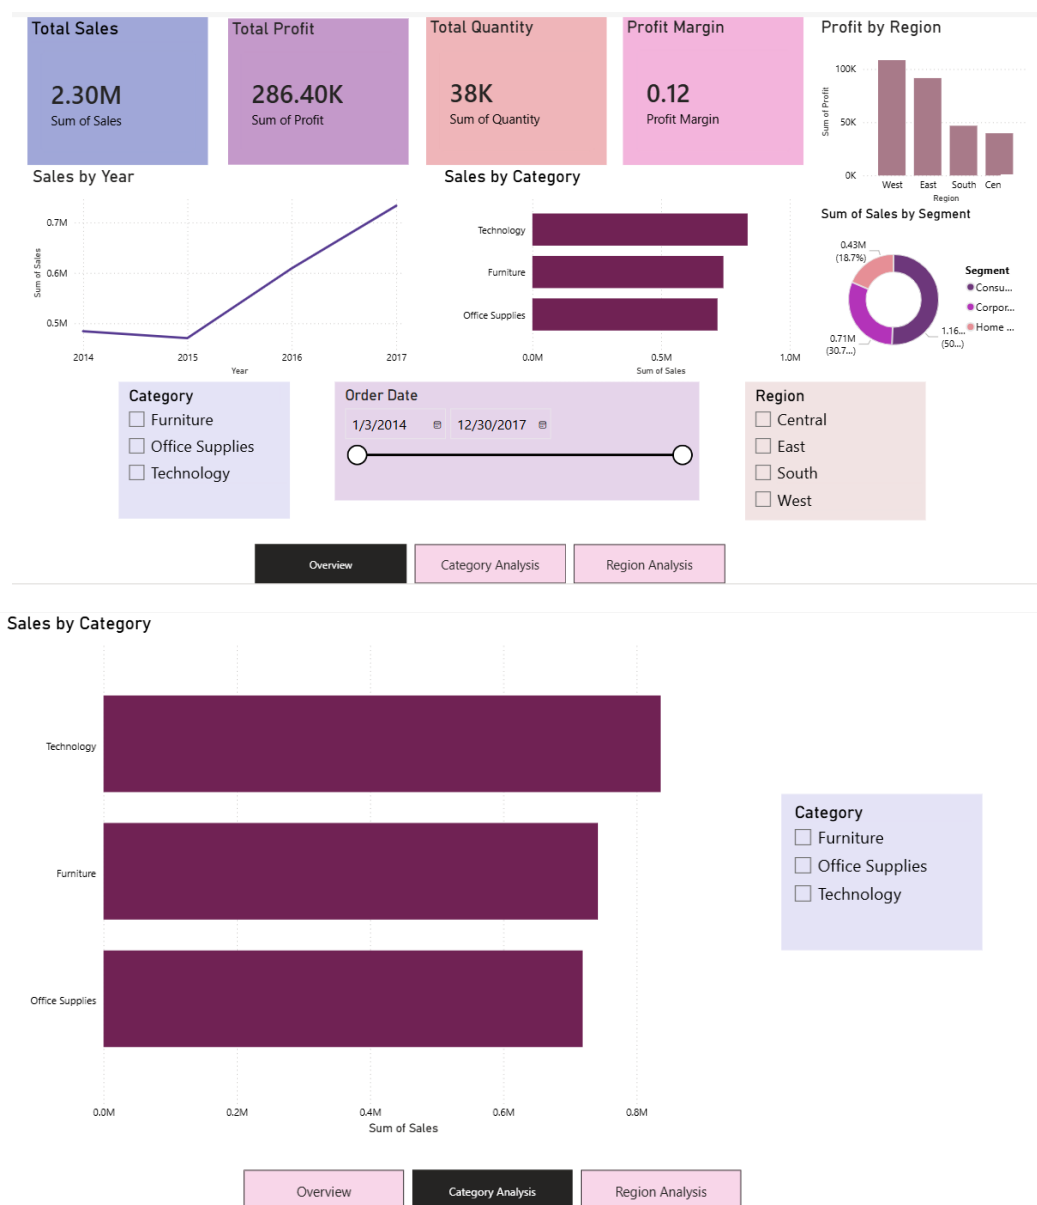 Total Sales
2.30M
Sum of Sales
Total Profit
286.40K
Sum of Profit
Total Quantity
38K
Sum of Quantity
Profit Margin
0.12
Profit Margin
Profit by Region
Sum of Profit
100K
50K
0K
West East South Cen
Region
Sales by Year
Sum of Sales
0.7M
0.6M
0.5M
2014 2015 2016 2017
Year
Sales by Category
Technology
Furniture
Office Supplies
0.0M 0.5M 1.0M
Sum of Sales
Sum of Sales by Segment
0.43M
(18.7%)
0.71M
(30.7...)
1.16...
(50...)
Segment
Consu...
Corpor...
Home ...
Category
Furniture
Office Supplies
Technology
Order Date
1/3/2014 12/30/2017
Region
Central
East
South
West
Overview Category Analysis Region Analysis
Sales by Category
Technology
Furniture
Office Supplies
0.0M 0.2M 0.4M 0.6M 0.8M
Sum of Sales
Category
Furniture
Office Supplies
Technology
Overview Category Analysis Region Analysis